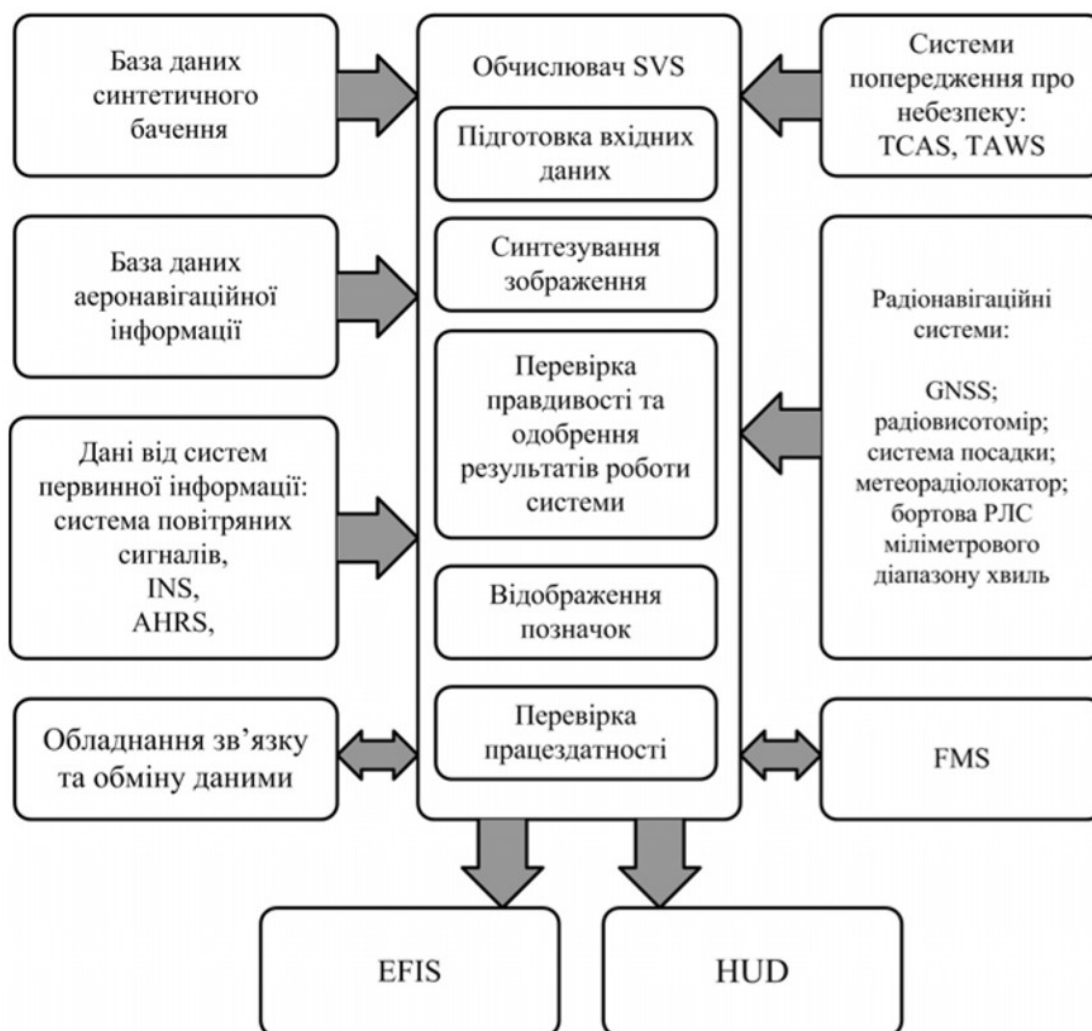 База даних
синтетичного
бачення
База даних
аеронавігаційної
інформації
Дані від систем
первинної інформації:
система повітряних
сигналів,
INS,
AHRS,
Обладнання зв’язку
та обміну даними
Обчислювач SVS
Підготовка вхідних
даних
Синтезування
зображення
Перевірка
правдивості та
одобрення
результатів роботи
системи
Відображення
позначок
Перевірка
працездатності
Системи
попередження про
небезпеку:
TCAS, TAWS
Радіонавігаційні
системи:
GNSS;
радіовисотомір;
система посадки;
метеорадіолокатор;
бортова РЛС
міліметрового
діапазону хвиль
FMS
EFIS
HUD